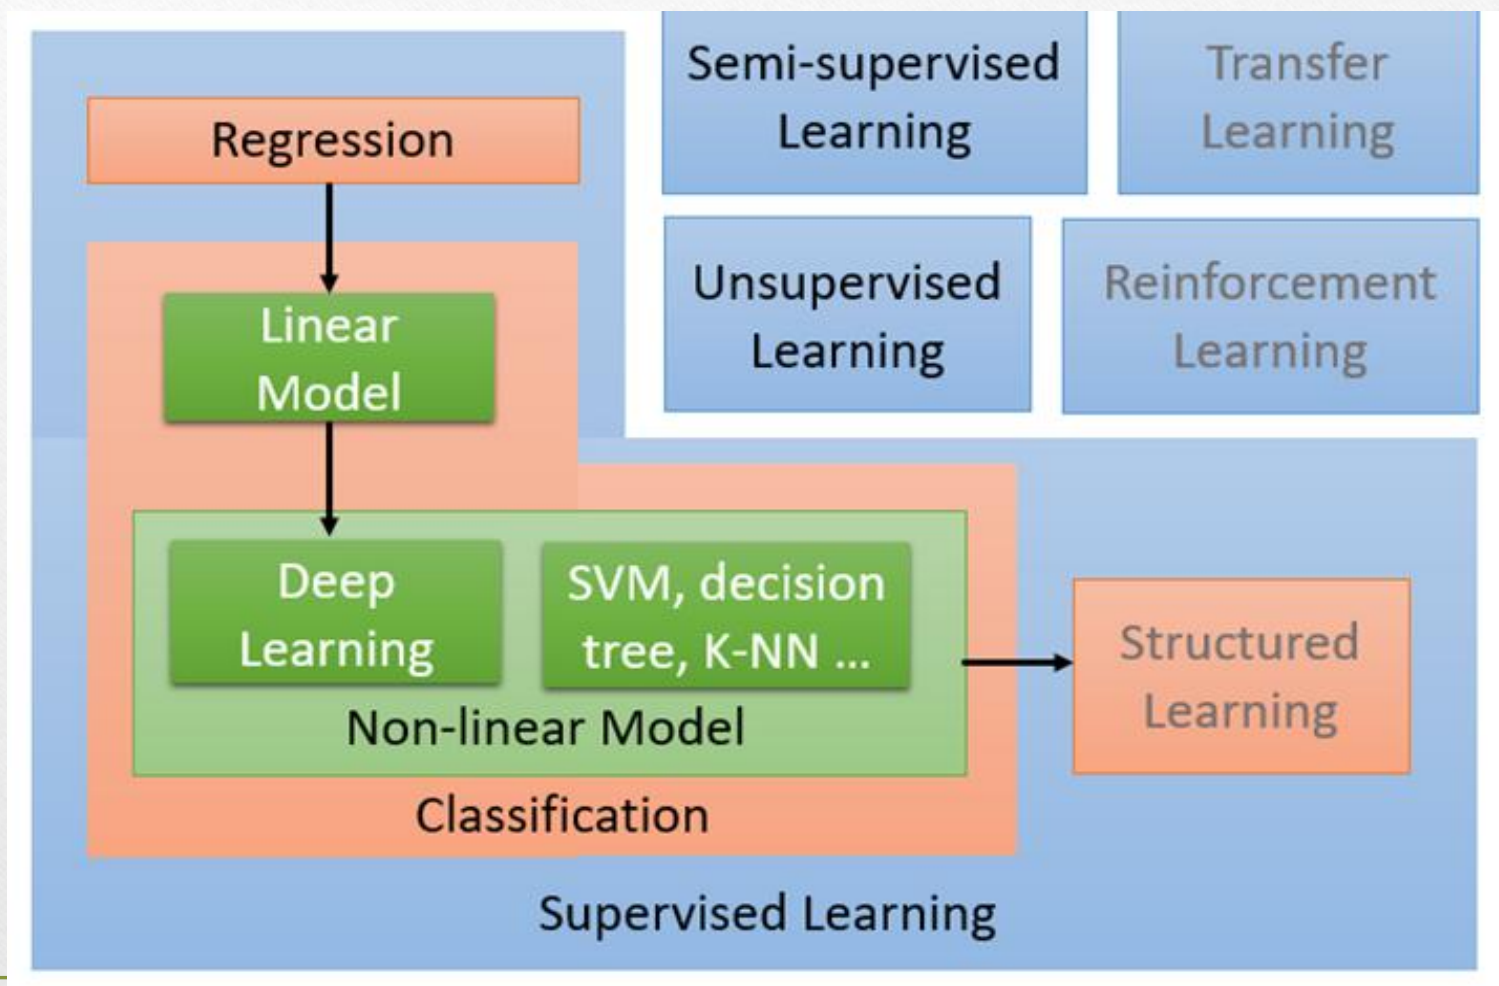 Regression
Linear
Model
Deep
Learning
SVM, decision
tree, K-NN ...
Non-linear Model
Classification
Supervised Learning
Structured
Learning
Semi-supervised
Learning
Transfer
Learning
Unsupervised
Learning
Reinforcement
Learning